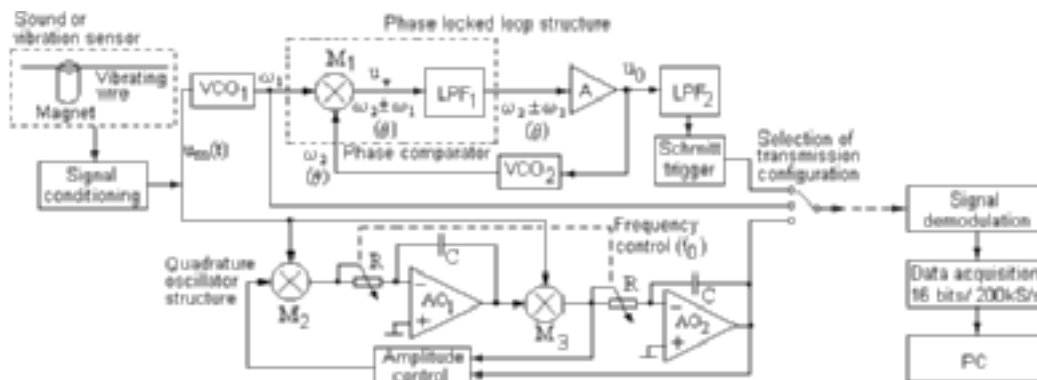 Sound or
vibration sensor
Vibrating
wire
Magnet
Signal
conditioning
VCO1
ω1
Phase locked loop structure
M1
LPF1
ω2 ± ω1
(φ)
Phase comparator
ω2
(φ)
A
u0
LPF2
ω2 ± ω1
(φ)
VCO2
Schmitt
trigger
Selection of
transmission
configuration
Signal
demodulation
Data acquisition
16 bits/ 200kS/s
PC
Frequency
control (f0)
Quadrature
oscillator
structure
M2
R
C
AO1
M3
R
C
AO2
Amplitude
control